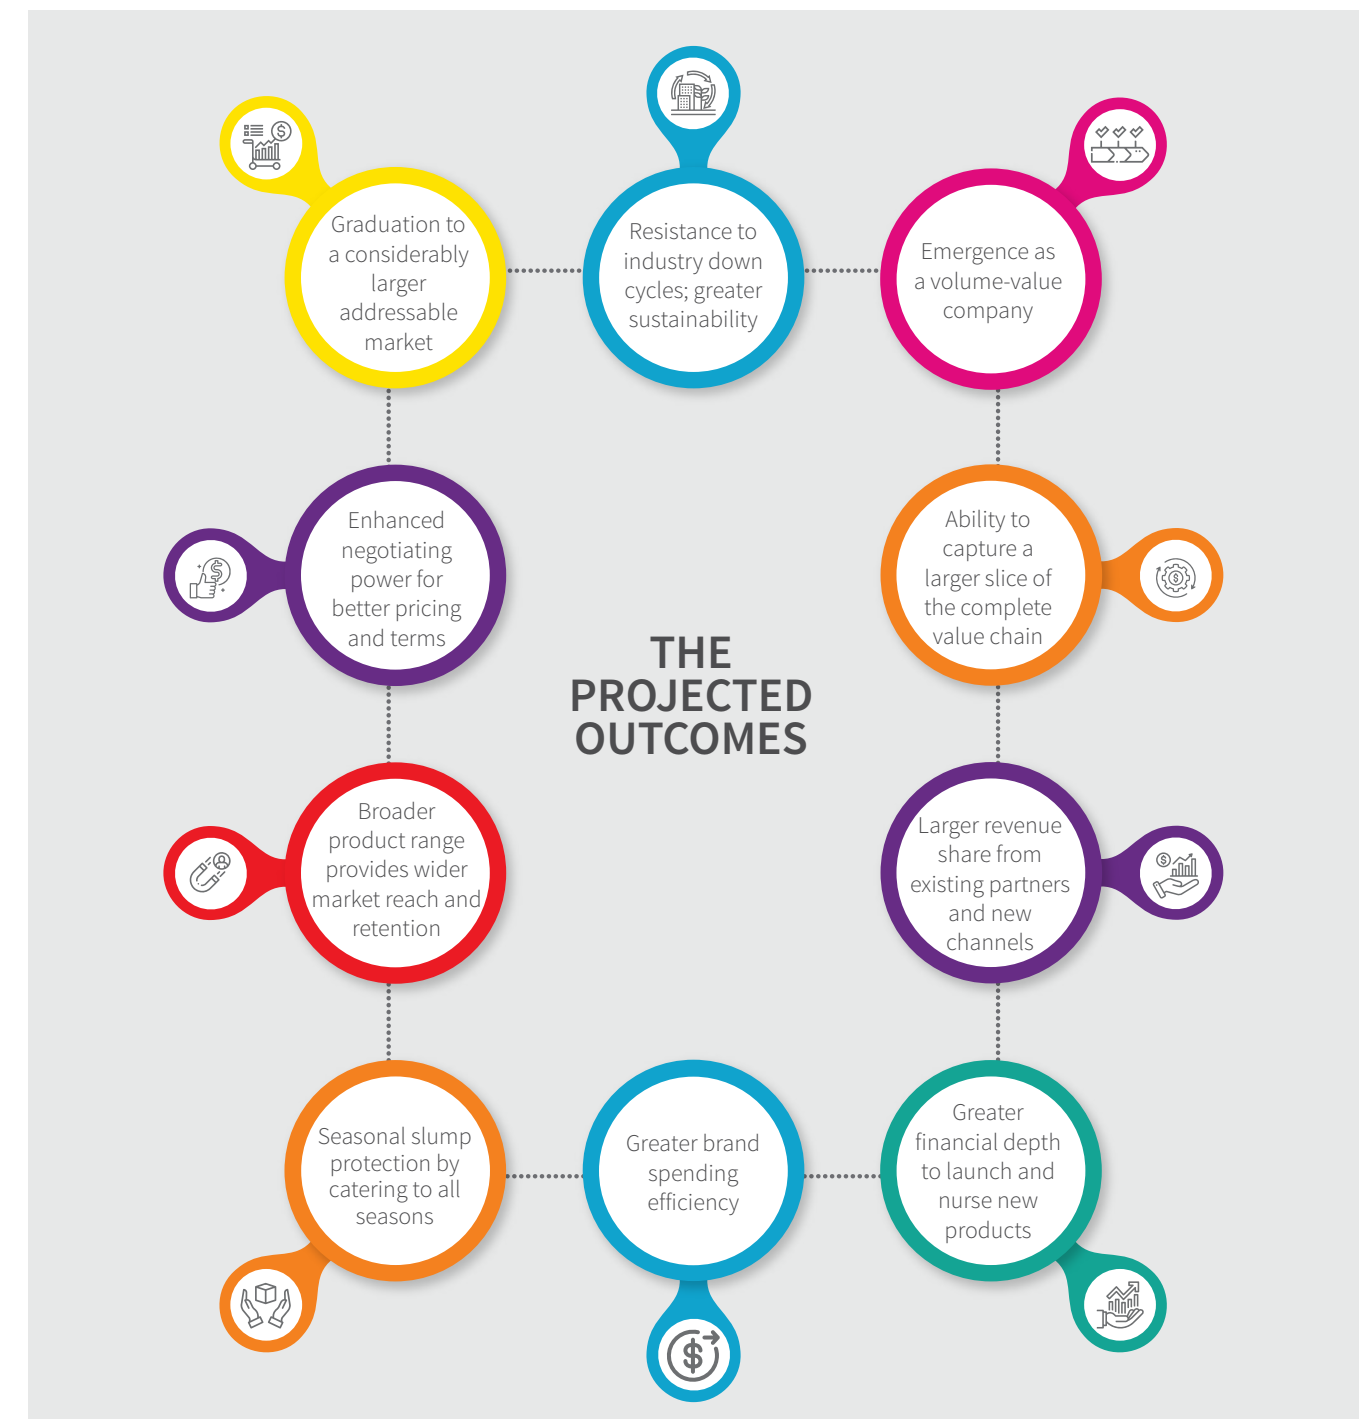 Graduation to
a considerably
larger
addressable
market
Resistance to
industry down
cycles; greater
sustainability
Emergence as
a volume-value
company
Enhanced
negotiating
power for
better pricing
and terms
Ability to
capture a
larger slice of
the complete
value chain
THE
PROJECTED
OUTCOMES
Broader
product range
provides wider
market reach and
retention
Larger revenue
share from
existing partners
and new
channels
Seasonal slump
protection by
catering to all
seasons
Greater brand
spending
efficiency
Greater
financial depth
to launch and
nurse new
products